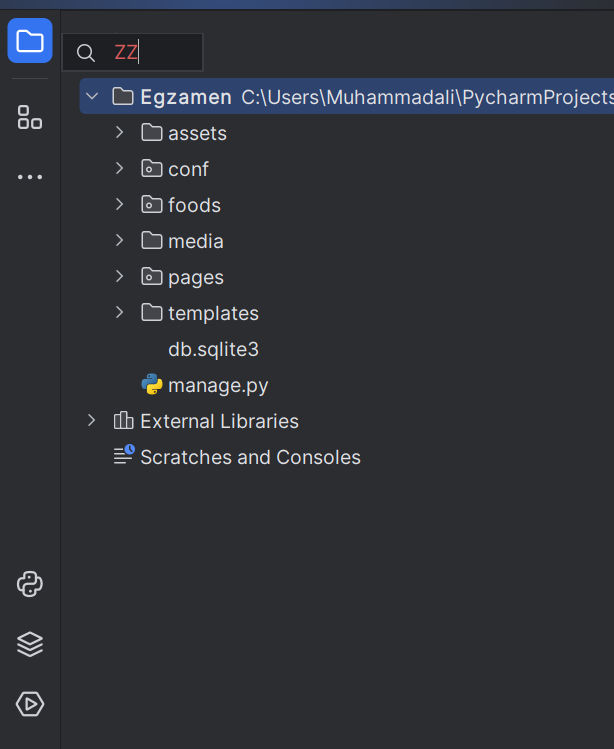 ZZ
Egzamen C:\Users\Muhammadali\PycharmProjects
assets
conf
foods
media
pages
templates
db.sqlite3
manage.py
External Libraries
Scratches and Consoles